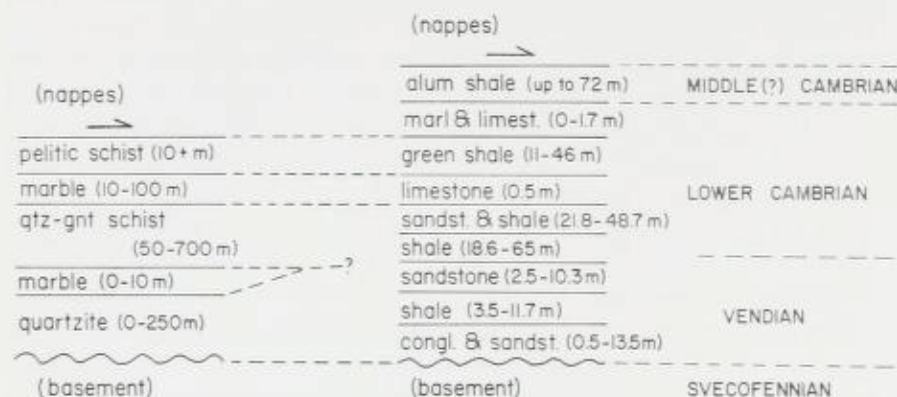 (nappes)
pelitic schist (10+ m)
marble (10-100 m)
qtz-gnt schist
(50-700 m)
marble (0-10 m)
quartzite (0-250m)
(basement)
(nappes)
alum shale (up to 72 m)
marl & limest. (0-1.7 m)
green shale (11-46 m)
limestone (0.5 m)
sandst. & shale (21.8-48.7 m)
shale (18.6-65 m)
sandstone (2.5-10.3 m)
shale (3.5-11.7 m)
congl. & sandst. (0.5-13.5m)
(basement)
?
MIDDLE(?) CAMBRIAN
LOWER CAMBRIAN
VENDIAN
SVECOFENNIAN